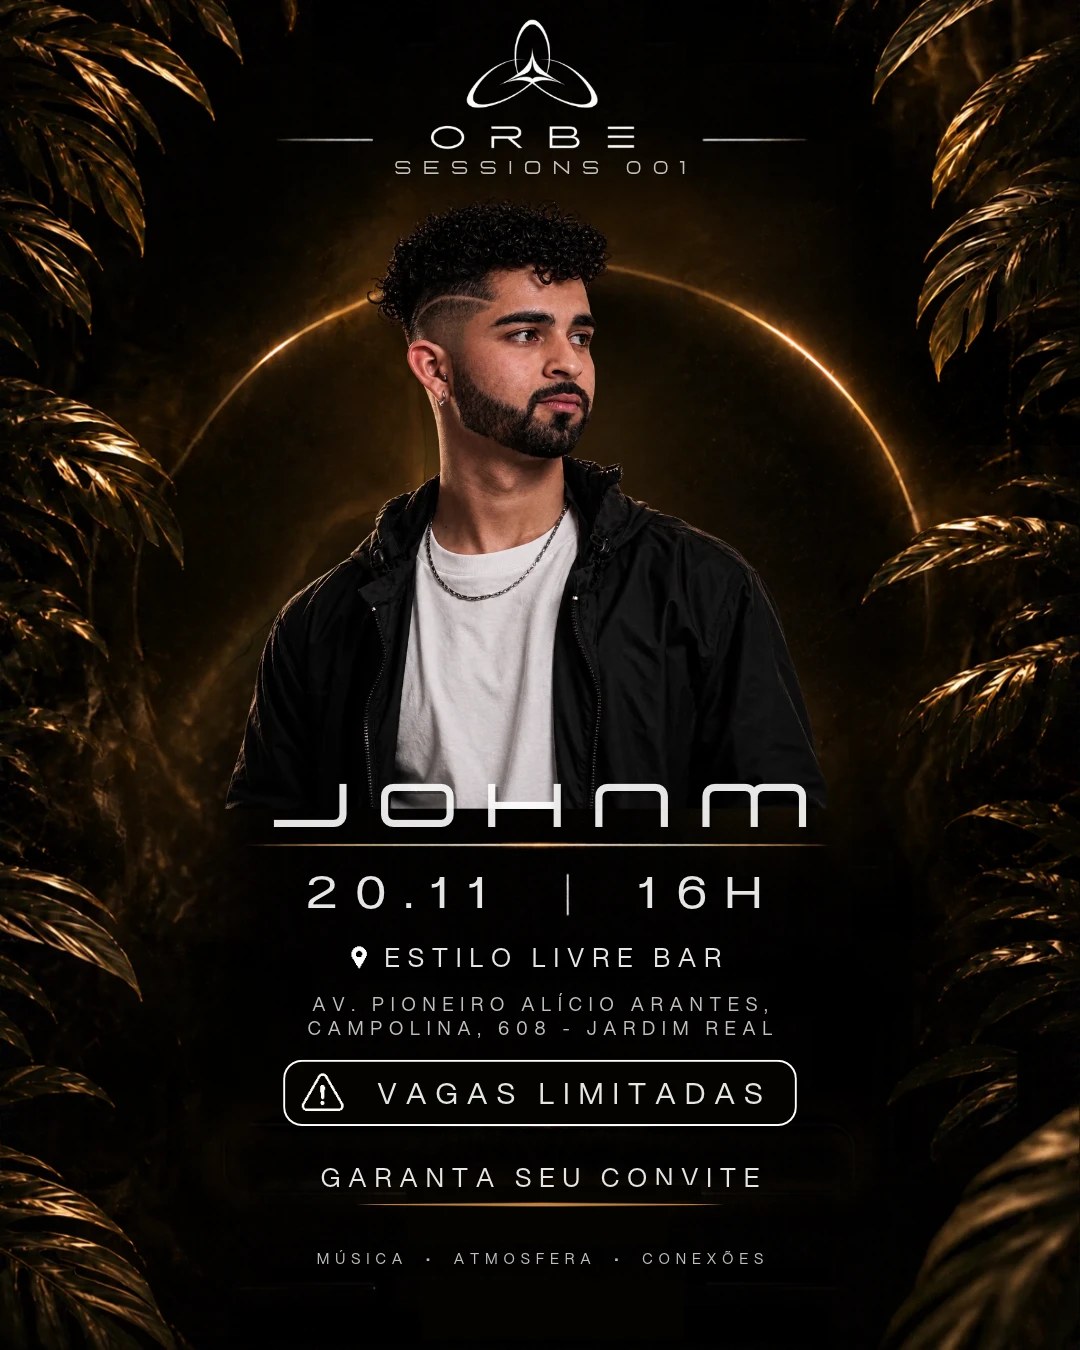 ORBE
SESSIONS 001
JOHNM
20.11 | 16H
ESTILO LIVRE BAR
AV. PIONEIRO ALÍCIO ARANTES,
CAMPOLINA, 608 - JARDIM REAL
VAGAS LIMITADAS
GARANTA SEU CONVITE
MÚSICA • ATMOSFERA • CONEXÕES